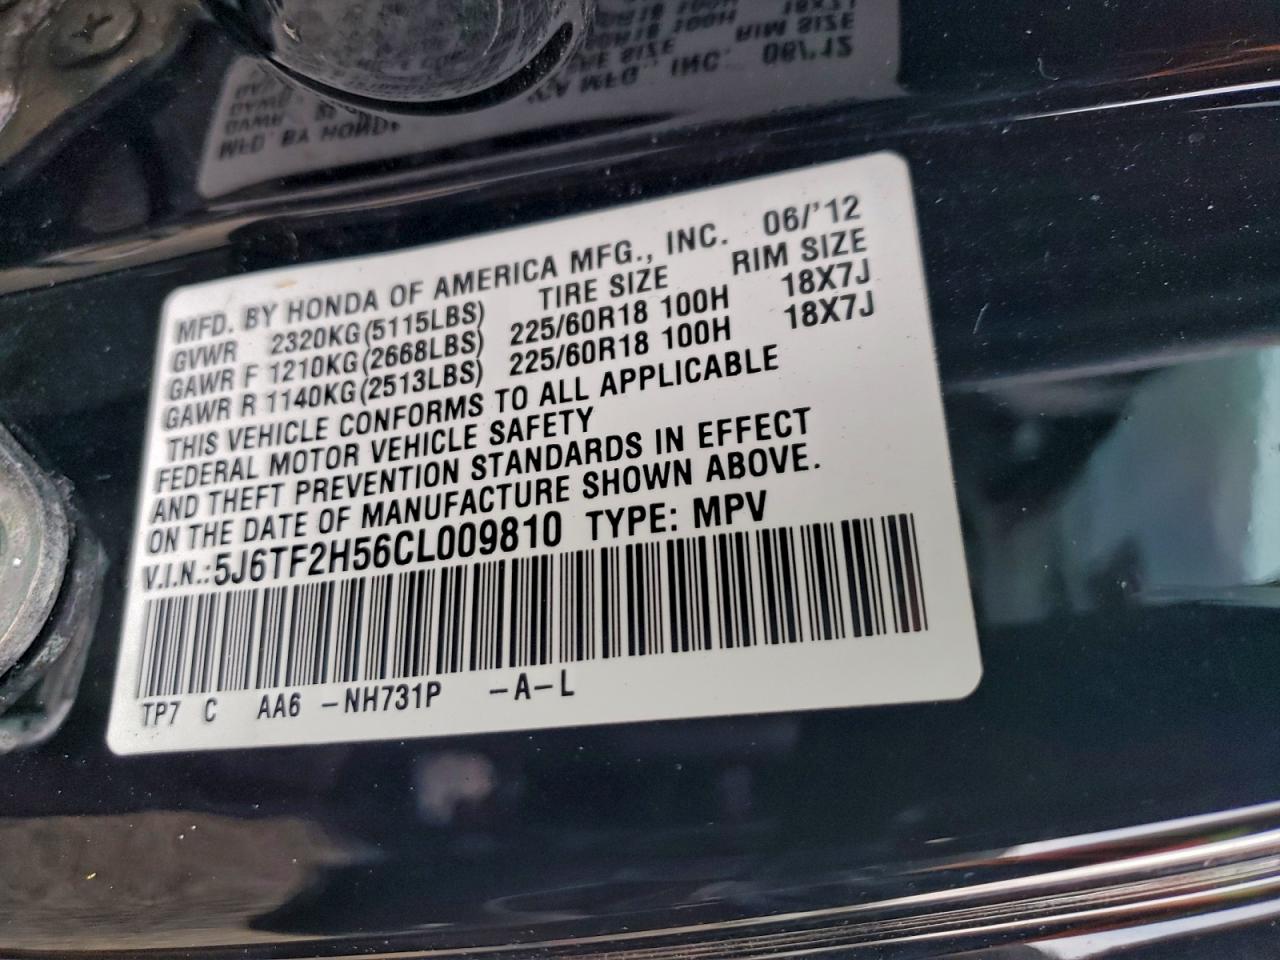 MFD. BY HONDA OF AMERICA MFG., INC. 06/'12
GVWR 2320KG(5115LBS) TIRE SIZE RIM SIZE
GAWR F 1210KG(2668LBS) 225/60R18 100H 18X7J
GAWR R 1140KG(2513LBS) 225/60R18 100H 18X7J
THIS VEHICLE CONFORMS TO ALL APPLICABLE
FEDERAL MOTOR VEHICLE SAFETY
AND THEFT PREVENTION STANDARDS IN EFFECT
ON THE DATE OF MANUFACTURE SHOWN ABOVE.
V.I.N.:5J6TF2H56CL009810 TYPE: MPV
TP7 C AA6 -NH731P -A-L